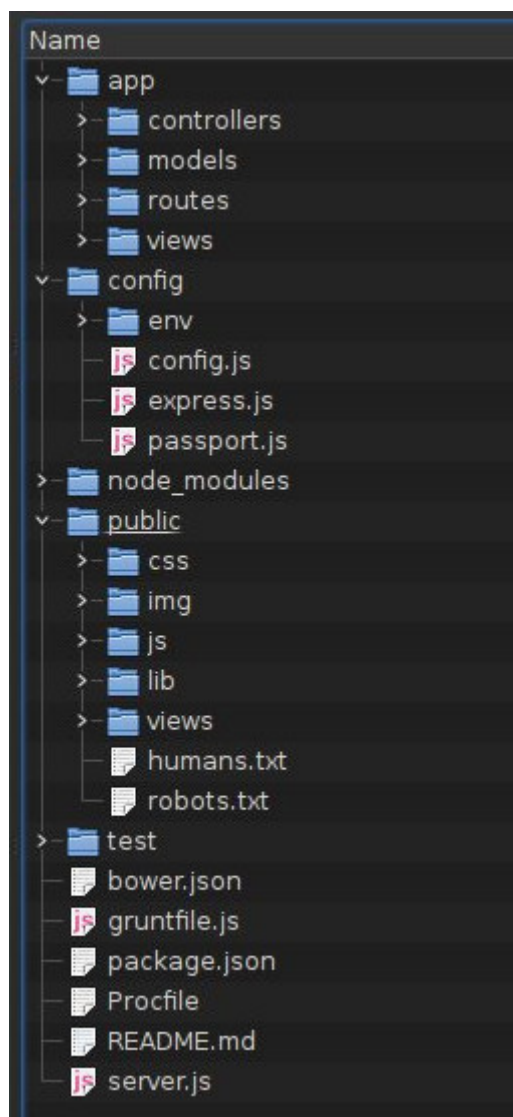 Name
app
controllers
models
routes
views
config
env
config.js
express.js
passport.js
node_modules
public
css
img
js
lib
views
humans.txt
robots.txt
test
bower.json
gruntfile.js
package.json
Procfile
README.md
server.js